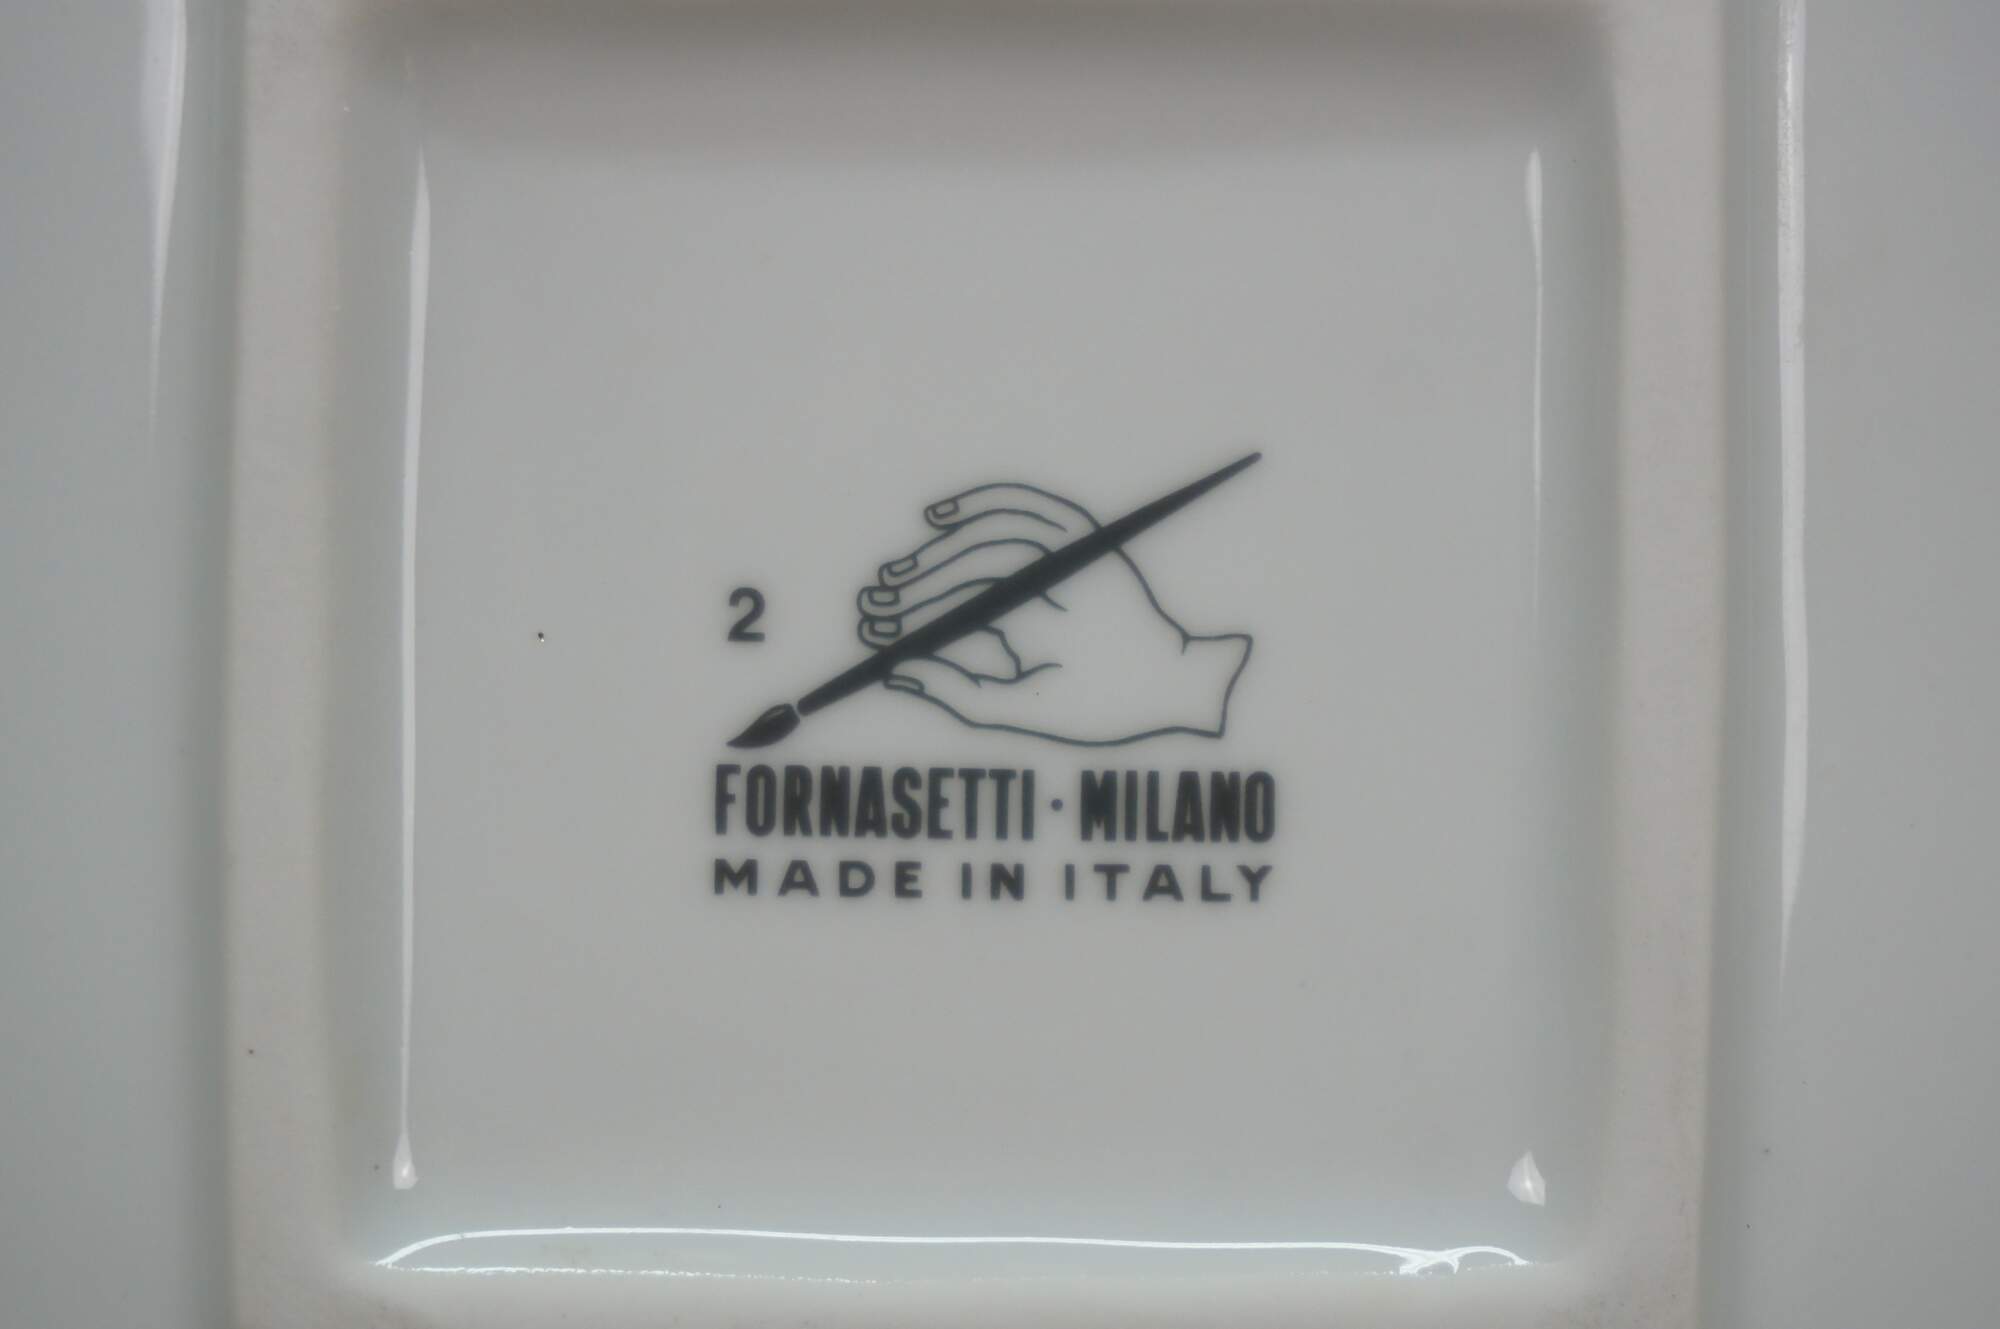 2
FORNASETTI · MILANO
MADE IN ITALY